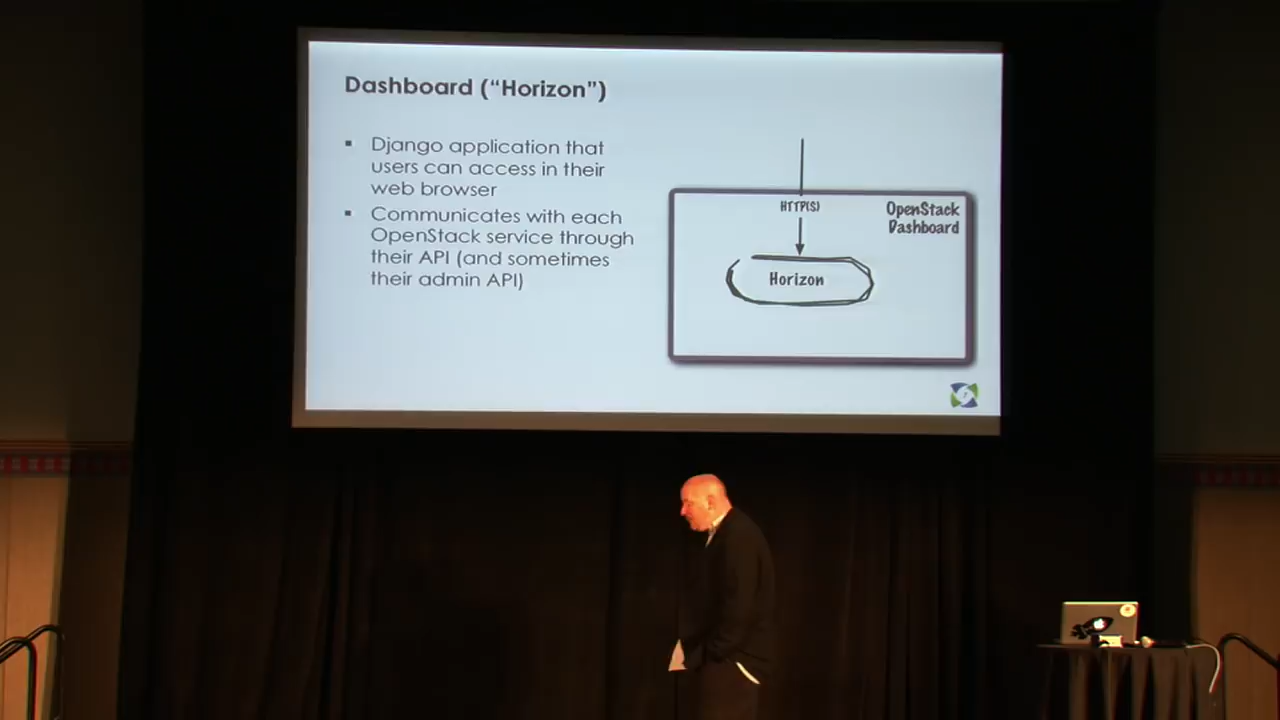 Dashboard (“Horizon”)
▪ Django application that
users can access in their
web browser
▪ Communicates with each
OpenStack service through
their API (and sometimes
their admin API)
HTTP(S)
OpenStack
Dashboard
Horizon